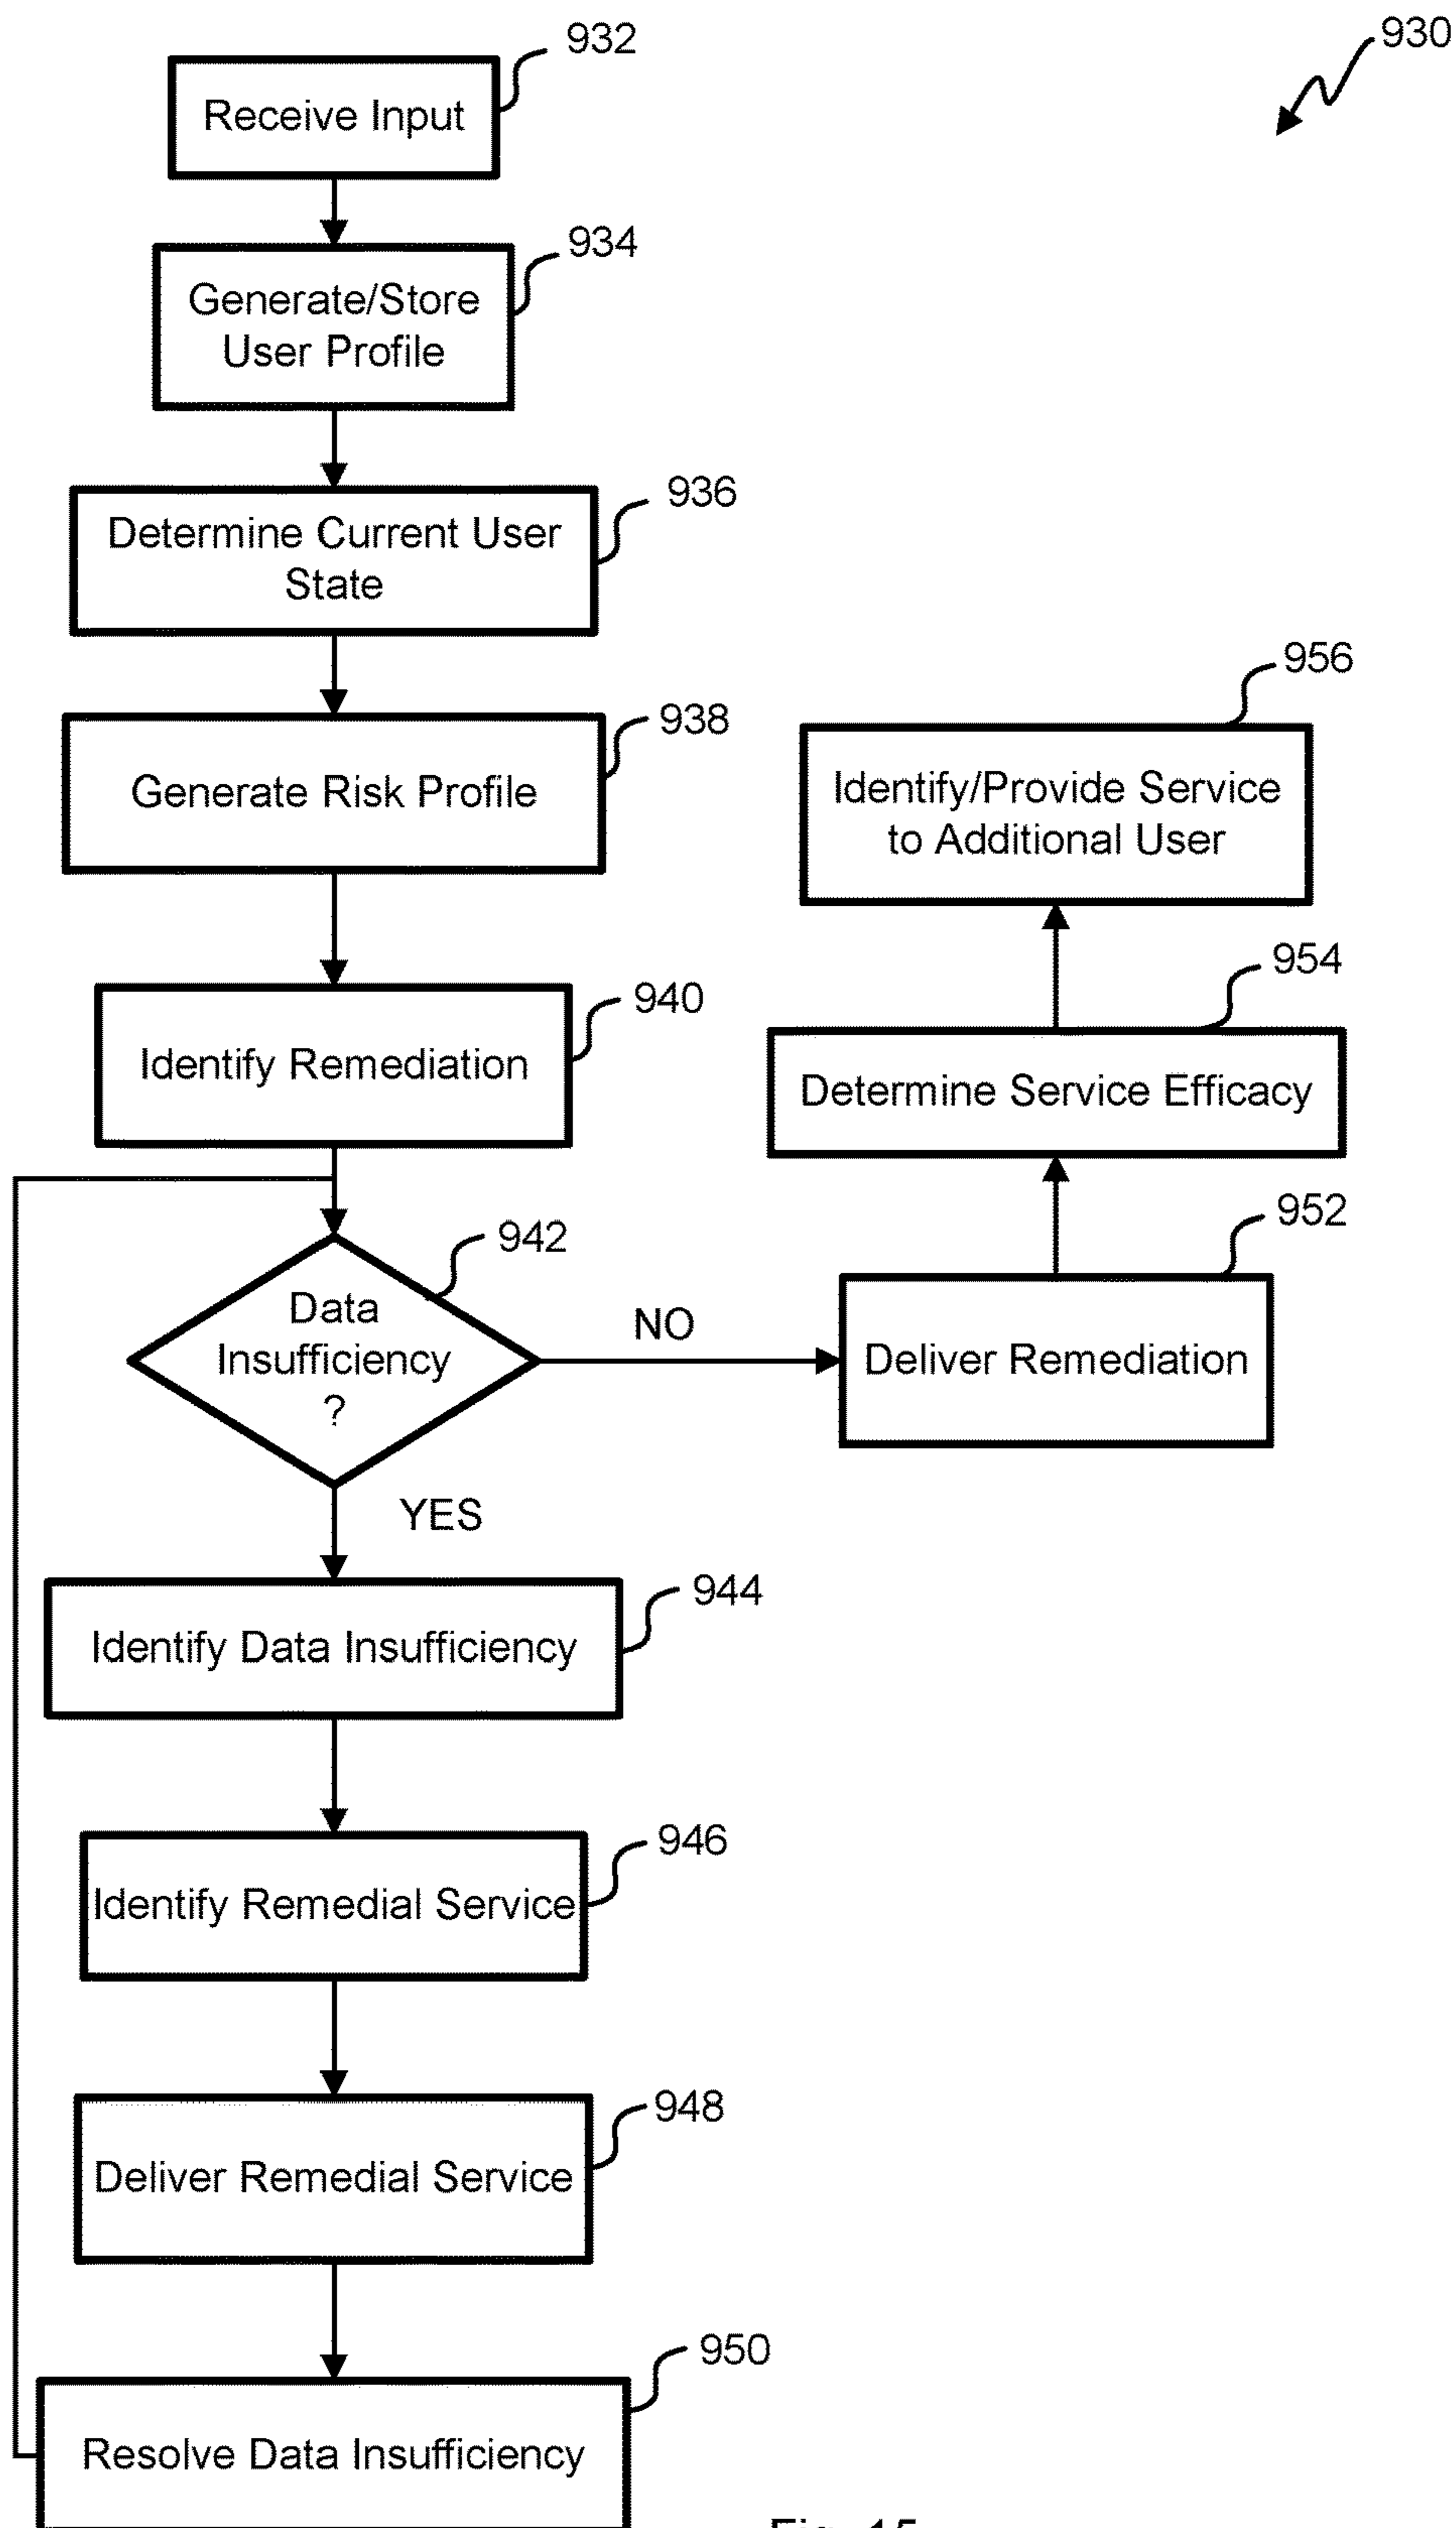 930
932
Receive Input
934
Generate/Store
User Profile
936
Determine Current User
State
938
Generate Risk Profile
940
Identify Remediation
942
Data
Insufficiency
?
NO
YES
944
Identify Data Insufficiency
946
Identify Remedial Service
948
Deliver Remedial Service
950
Resolve Data Insufficiency
952
Deliver Remediation
954
Determine Service Efficacy
956
Identify/Provide Service
to Additional User
Fig. 15